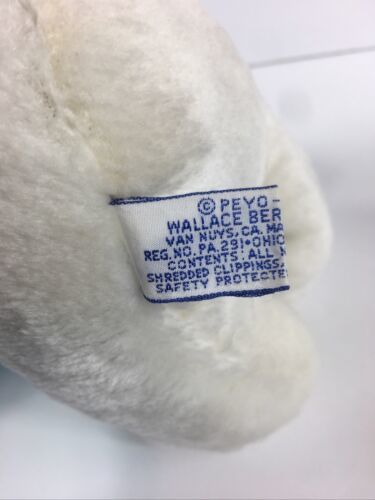 © PEYO –
WALLACE BER
VAN NUYS, CA. MA
REG. NO. PA. 291 • OHIO
CONTENTS: ALL
SHREDDED CLIPPINGS,
SAFETY PROTECTE